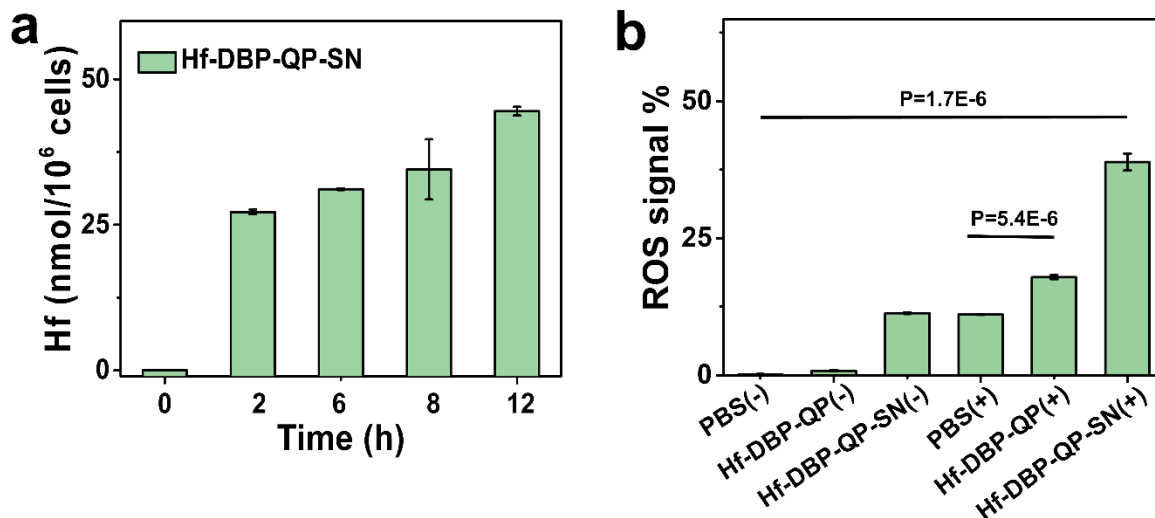 a
Hf-DBP-QP-SN
50
25
0
Hf (nmol/10⁶ cells)
0 2 6 8 12
Time (h)
b
P=1.7E-6
P=5.4E-6
50
25
0
ROS signal %
PBS(-)
Hf-DBP-QP(-)
Hf-DBP-QP-SN(-)
PBS(+)
Hf-DBP-QP(+)
Hf-DBP-QP-SN(+)